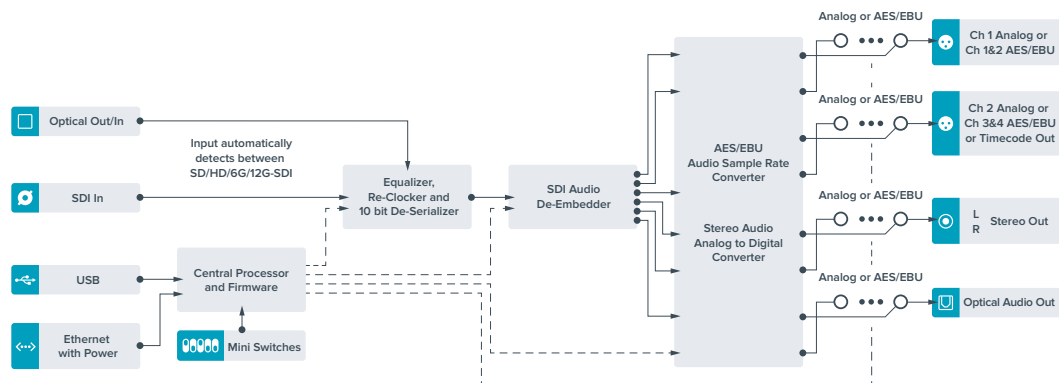 Analog or AES/EBU
Ch 1 Analog or
Ch 1&2 AES/EBU
Optical Out/In
Analog or AES/EBU
Ch 2 Analog or
Ch 3&4 AES/EBU
or Timecode Out
Input automatically
detects between
SD/HD/6G/12G-SDI
AES/EBU
Audio Sample Rate
Converter
SDI In
Equalizer,
Re-Clocker and
10 bit De-Serializer
SDI Audio
De-Embedder
Analog or AES/EBU
L
R
Stereo Out
Stereo Audio
Analog to Digital
Converter
USB
Central Processor
and Firmware
Analog or AES/EBU
Optical Audio Out
Ethernet
with Power
Mini Switches